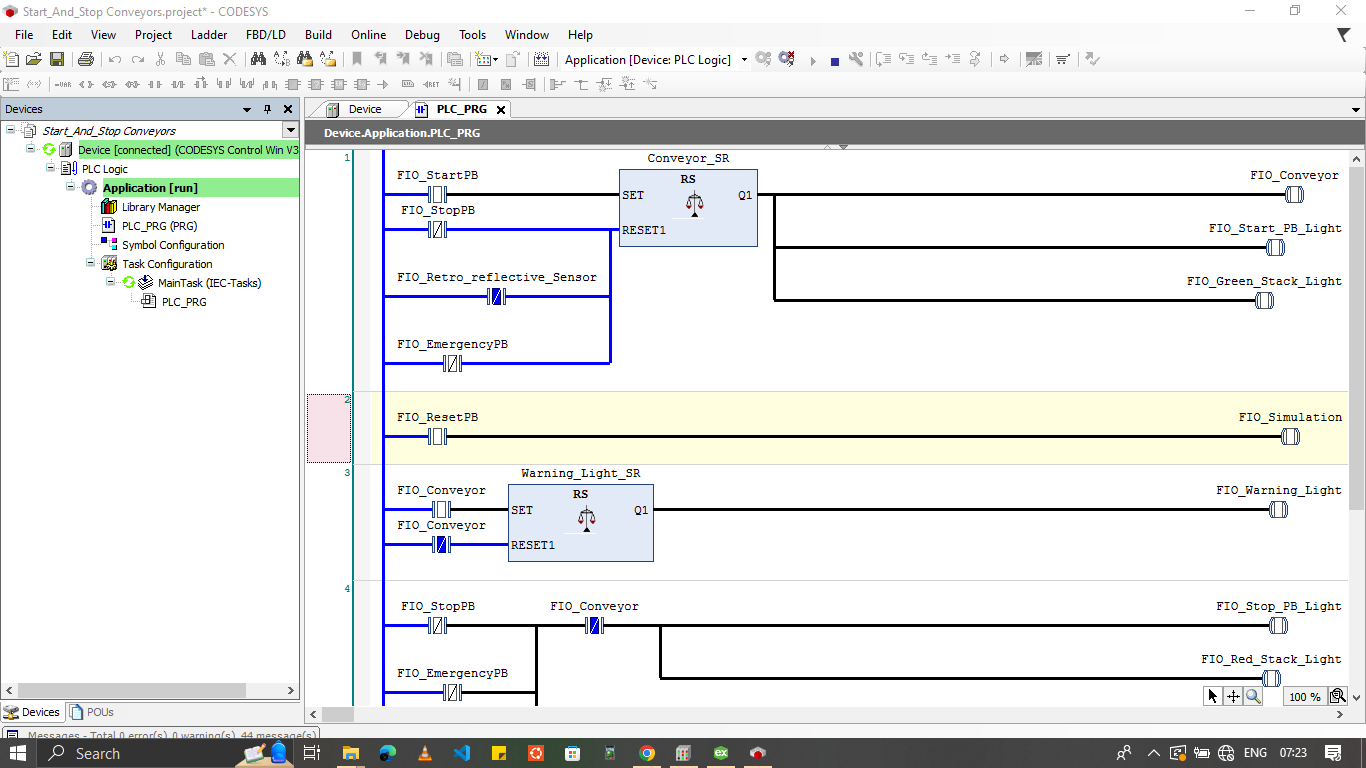 Start_And_Stop Conveyors.project* - CODESYS
File Edit View Project Ladder FBD/LD Build Online Debug Tools Window Help
Application [Device: PLC Logic]
Devices
Device PLC_PRG
Device.Application.PLC_PRG
Start_And_Stop Conveyors
Device [connected] (CODESYS Control Win V3
PLC Logic
Application [run]
Library Manager
PLC_PRG (PRG)
Symbol Configuration
Task Configuration
MainTask (IEC-Tasks)
PLC_PRG
1
Conveyor_SR
FIO_StartPB
RS
FIO_Conveyor
SET Q1
FIO_StopPB
RESET1
FIO_Start_PB_Light
FIO_Retro_reflective_Sensor
FIO_Green_Stack_Light
FIO_EmergencyPB
2
FIO_ResetPB
FIO_Simulation
3
Warning_Light_SR
FIO_Conveyor
RS
FIO_Warning_Light
SET Q1
FIO_Conveyor
RESET1
4
FIO_StopPB FIO_Conveyor FIO_Stop_PB_Light
FIO_Red_Stack_Light
FIO_EmergencyPB
100 %
Devices POUs
Messages - Total 0 error(s), 0 warning(s), 44 message(s)
Search
ENG 07:23